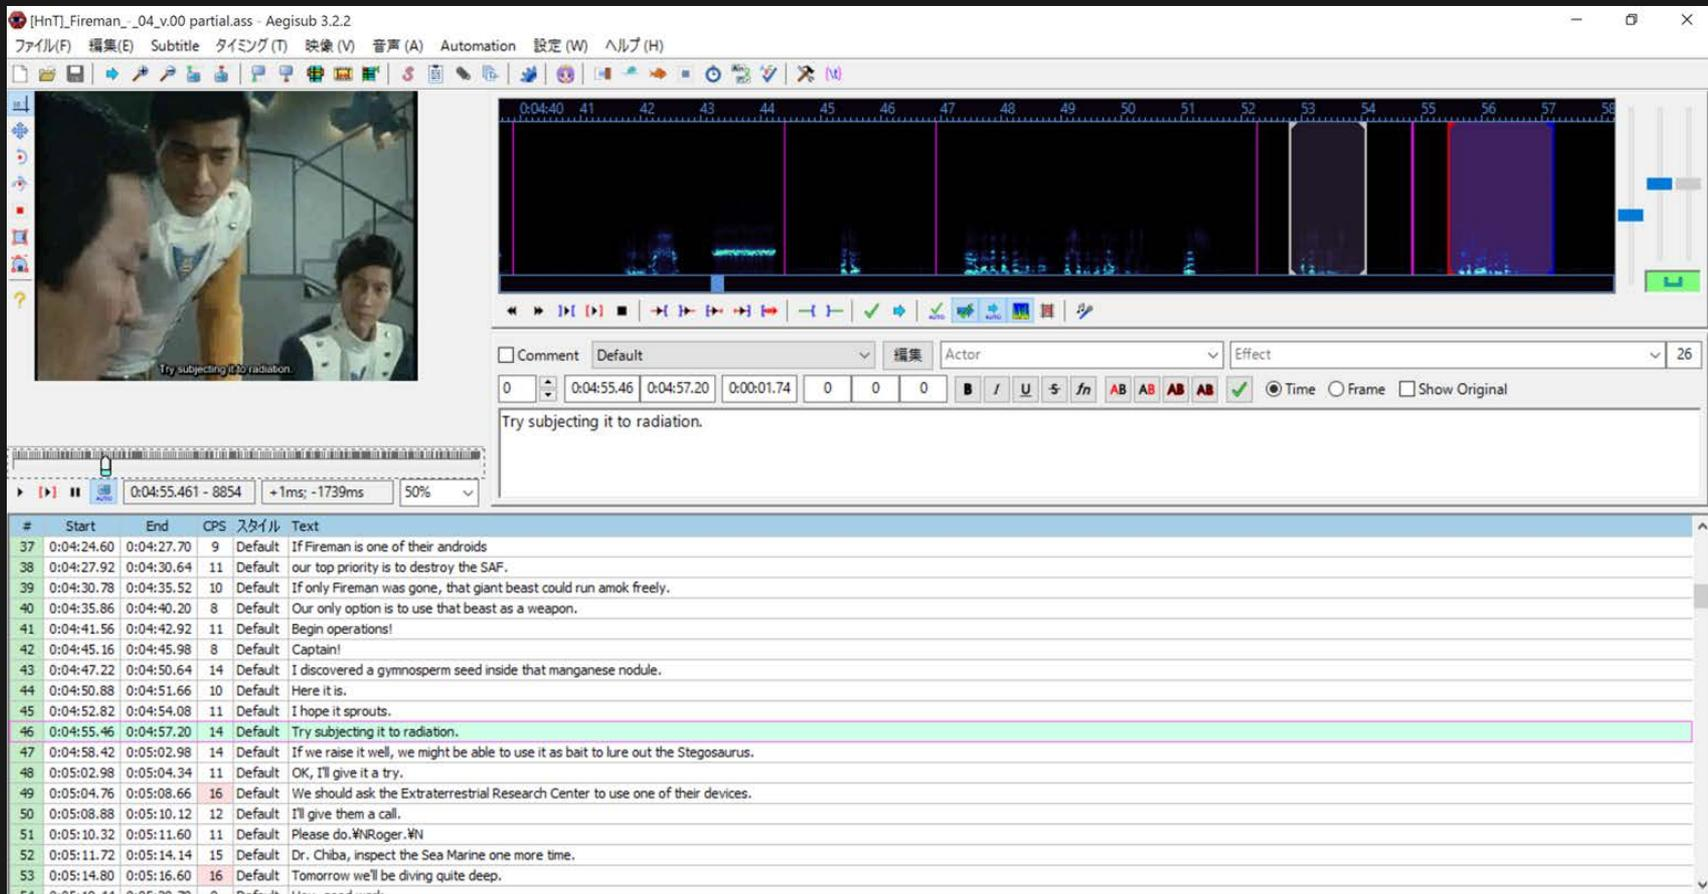 [HnT]_Fireman_-_04_v.00 partial.ass - Aegisub 3.2.2
ファイル(F) 編集(E) Subtitle タイミング(T) 映像(V) 音声(A) Automation 設定(W) ヘルプ(H)
0:04:40 41 42 43 44 45 46 47 48 49 50 51 52 53 54 55 56 57 58
Try subjecting it to radiation.
Comment Default 編集 Actor Effect 26
0 0:04:55.46 0:04:57.20 0:00:01.74 0 0 0 B I U S fn AB AB AB AB Time Frame Show Original
Try subjecting it to radiation.
AUTO 0:04:55.461 - 8854 +1ms; -1739ms 50%
# Start End CPS スタイル Text
37 0:04:24.60 0:04:27.70 9 Default If Fireman is one of their androids
38 0:04:27.92 0:04:30.64 11 Default our top priority is to destroy the SAF.
39 0:04:30.78 0:04:35.52 10 Default If only Fireman was gone, that giant beast could run amok freely.
40 0:04:35.86 0:04:40.20 8 Default Our only option is to use that beast as a weapon.
41 0:04:41.56 0:04:42.92 11 Default Begin operations!
42 0:04:45.16 0:04:45.98 8 Default Captain!
43 0:04:47.22 0:04:50.64 14 Default I discovered a gymnosperm seed inside that manganese nodule.
44 0:04:50.88 0:04:51.66 10 Default Here it is.
45 0:04:52.82 0:04:54.08 11 Default I hope it sprouts.
46 0:04:55.46 0:04:57.20 14 Default Try subjecting it to radiation.
47 0:04:58.42 0:05:02.98 14 Default If we raise it well, we might be able to use it as bait to lure out the Stegosaurus.
48 0:05:02.98 0:05:04.34 11 Default OK, I'll give it a try.
49 0:05:04.76 0:05:08.66 16 Default We should ask the Extraterrestrial Research Center to use one of their devices.
50 0:05:08.88 0:05:10.12 12 Default I'll give them a call.
51 0:05:10.32 0:05:11.60 11 Default Please do.¥NRoger.¥N
52 0:05:11.72 0:05:14.14 15 Default Dr. Chiba, inspect the Sea Marine one more time.
53 0:05:14.80 0:05:16.60 16 Default Tomorrow we'll be diving quite deep.